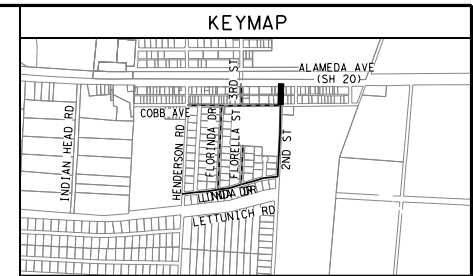 KEYMAP
ALAMEDA AVE
(SH 20)
3RD ST
COBB AVE
INDIAN HEAD RD
HENDERSON RD
FLORINDA DR
FLORELLA ST
2ND ST
LINDA DR
LETTUNICH RD